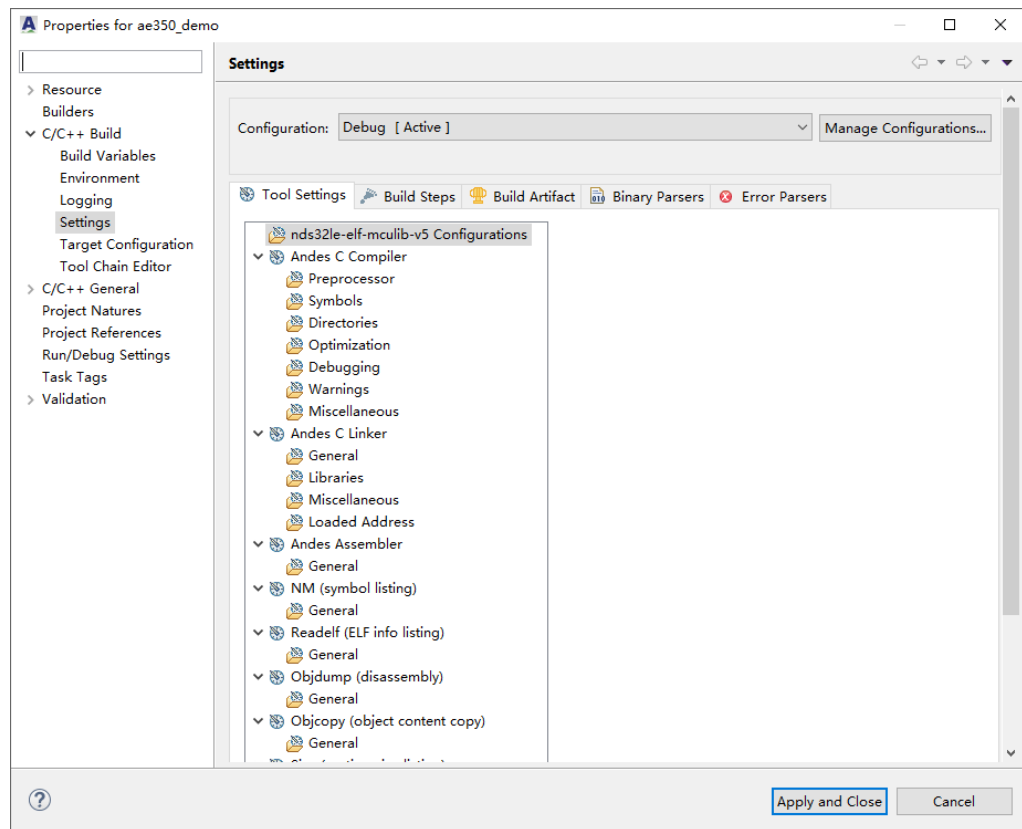 Properties for ae350_demo
Settings
Resource
Builders
C/C++ Build
Build Variables
Environment
Logging
Settings
Target Configuration
Tool Chain Editor
C/C++ General
Project Natures
Project References
Run/Debug Settings
Task Tags
Validation
Configuration: Debug [ Active ] Manage Configurations...
Tool Settings Build Steps Build Artifact Binary Parsers Error Parsers
nds32le-elf-mculib-v5 Configurations
Andes C Compiler
Preprocessor
Symbols
Directories
Optimization
Debugging
Warnings
Miscellaneous
Andes C Linker
General
Libraries
Miscellaneous
Loaded Address
Andes Assembler
General
NM (symbol listing)
General
Readelf (ELF info listing)
General
Objdump (disassembly)
General
Objcopy (object content copy)
General
Apply and Close Cancel